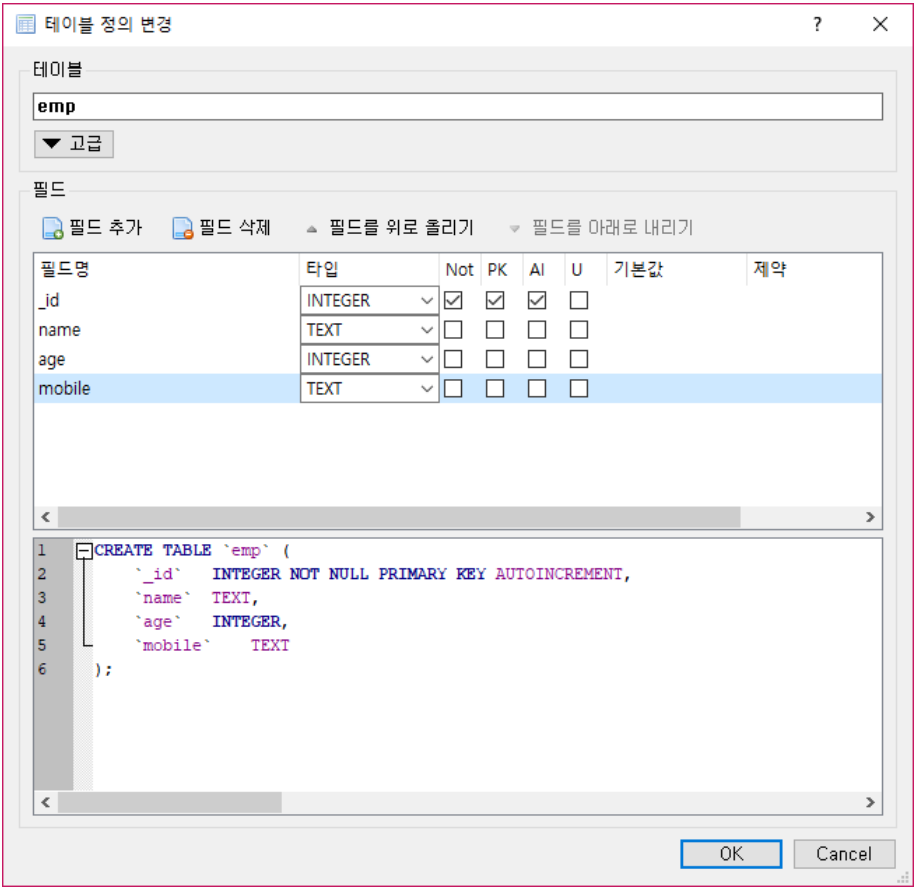 테이블 정의 변경 ?
테이블
emp
고급
필드
필드 추가 필드 삭제 필드를 위로 올리기 필드를 아래로 내리기
필드명 타입 Not PK AI U 기본값 제약
_id INTEGER
name TEXT
age INTEGER
mobile TEXT
1 CREATE TABLE `emp` (
2 `_id` INTEGER NOT NULL PRIMARY KEY AUTOINCREMENT,
3 `name` TEXT,
4 `age` INTEGER,
5 `mobile` TEXT
6 );
OK Cancel